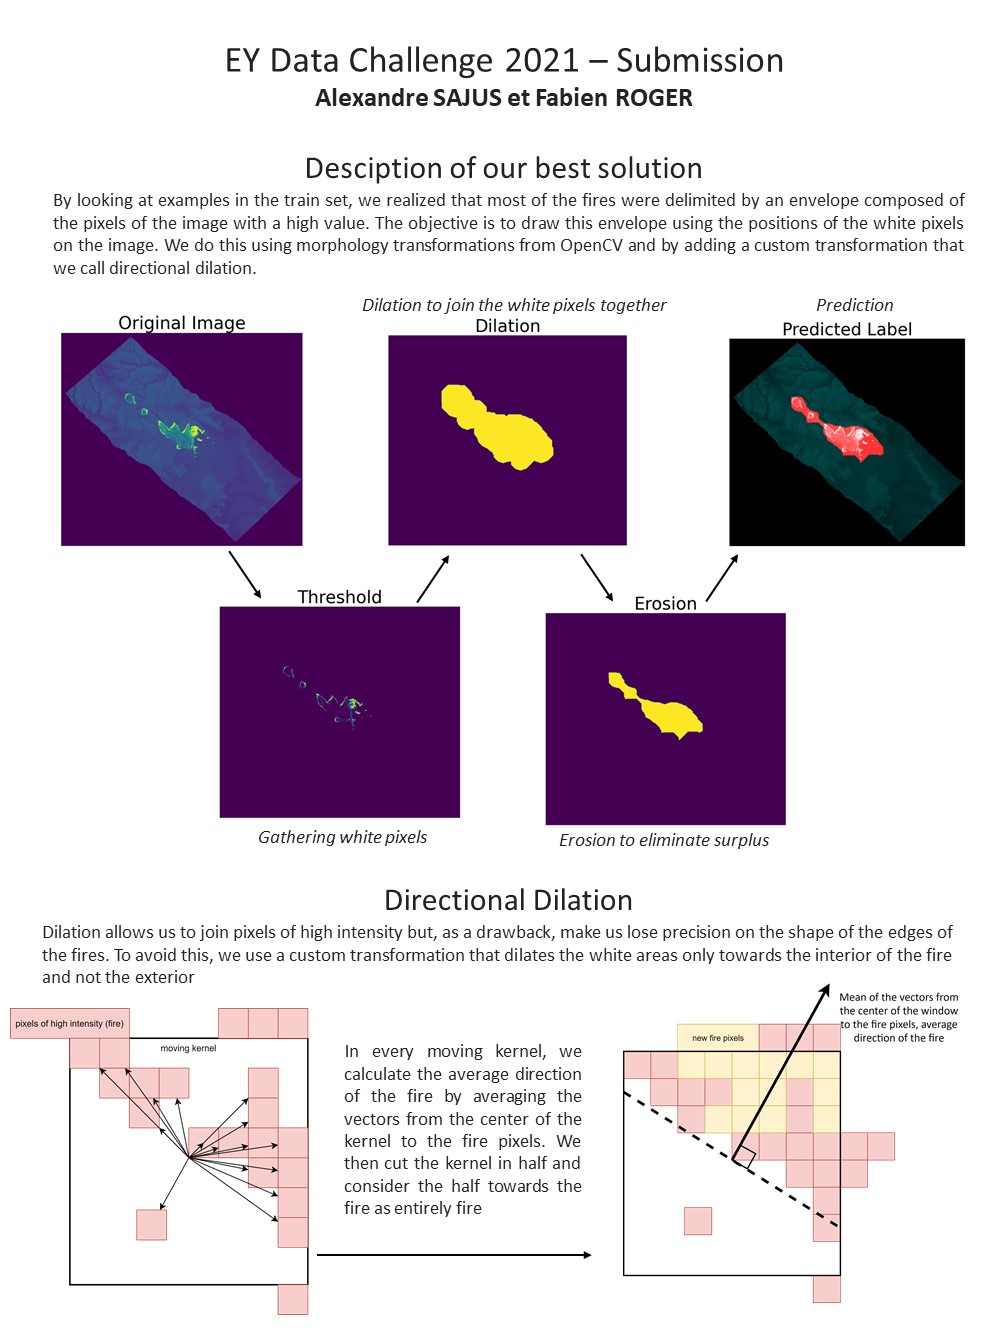 EY Data Challenge 2021 – Submission
Alexandre SAJUS et Fabien ROGER
Desciption of our best solution
By looking at examples in the train set, we realized that most of the fires were delimited by an envelope composed of
the pixels of the image with a high value. The objective is to draw this envelope using the positions of the white pixels
on the image. We do this using morphology transformations from OpenCV and by adding a custom transformation that
we call directional dilation.
Dilation to join the white pixels together
Prediction
Original Image
Dilation
Predicted Label
Threshold
Erosion
Gathering white pixels
Erosion to eliminate surplus
Directional Dilation
Dilation allows us to join pixels of high intensity but, as a drawback, make us lose precision on the shape of the edges of
the fires. To avoid this, we use a custom transformation that dilates the white areas only towards the interior of the fire
and not the exterior
pixels of high intensity (fire)
moving kernel
In every moving kernel, we
calculate the average direction
of the fire by averaging the
vectors from the center of the
kernel to the fire pixels. We
then cut the kernel in half and
consider the half towards the
fire as entirely fire
new fire pixels
Mean of the vectors from
the center of the window
to the fire pixels, average
direction of the fire